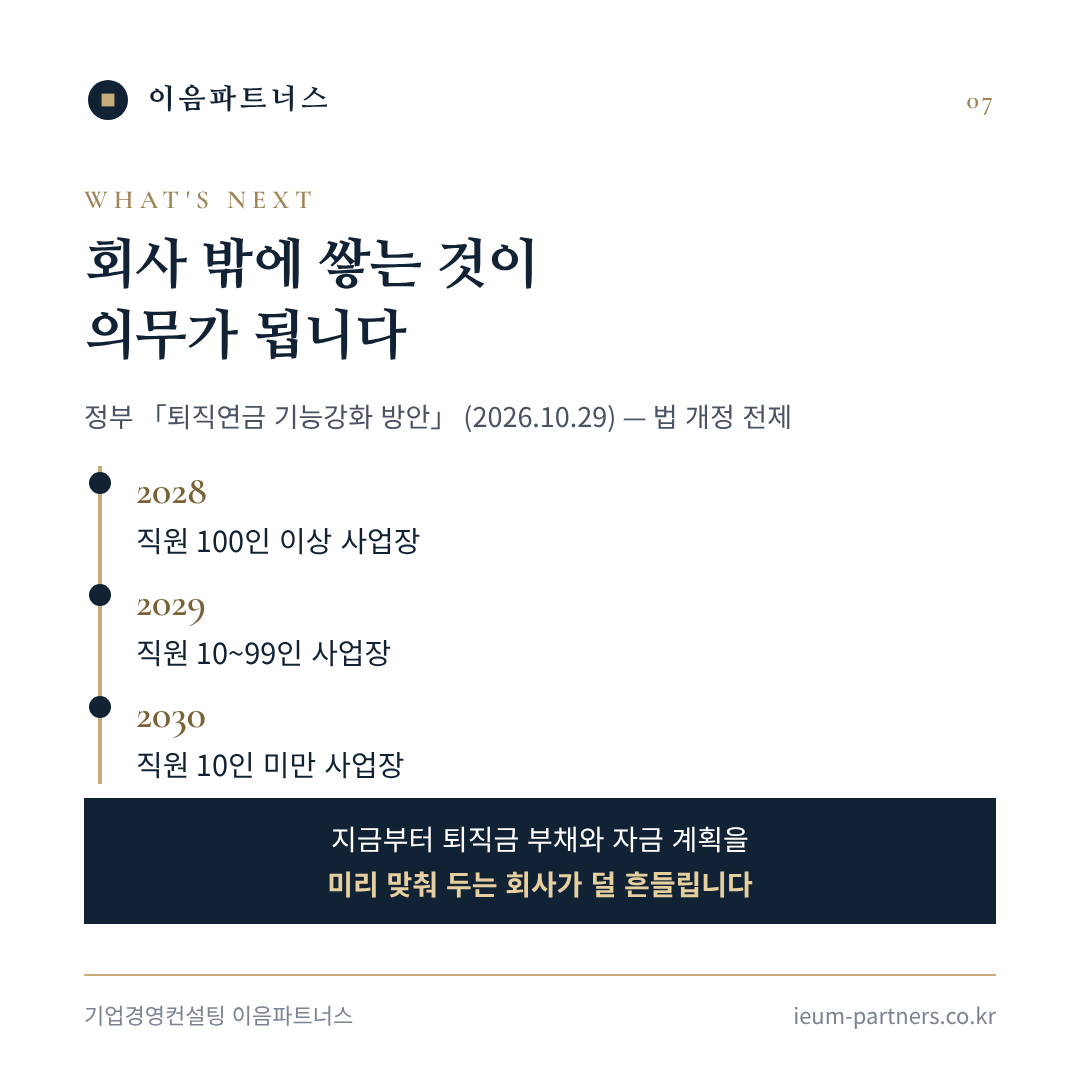 이음파트너스
07
WHAT'S NEXT
회사 밖에 쌓는 것이
의무가 됩니다
정부 「퇴직연금 기능강화 방안」 (2026.10.29) — 법 개정 전제
2028
직원 100인 이상 사업장
2029
직원 10~99인 사업장
2030
직원 10인 미만 사업장
지금부터 퇴직금 부채와 자금 계획을
미리 맞춰 두는 회사가 덜 흔들립니다
기업경영컨설팅 이음파트너스
ieum-partners.co.kr